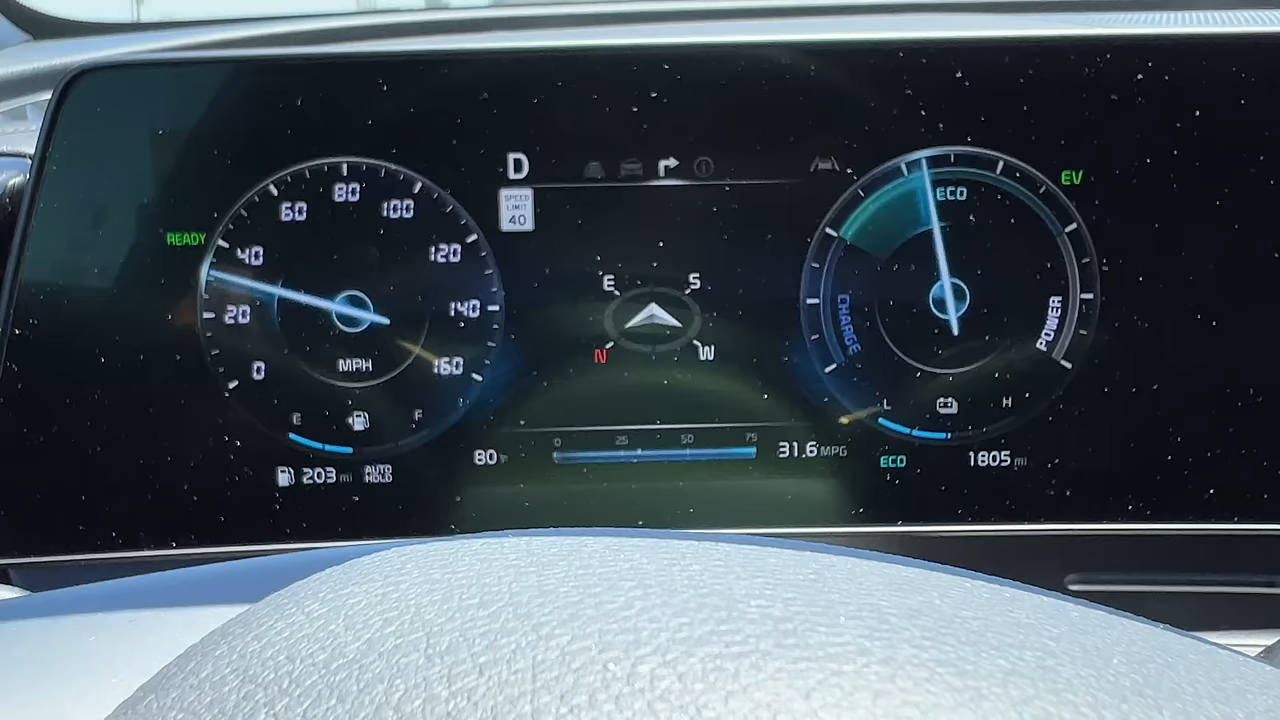 D
SPEED
LIMIT
40
READY
0
20
40
60
80
100
120
140
160
MPH
E
F
203 mi
AUTO
HOLD
E
S
N
W
80°F
0
25
50
75
31.6 MPG
ECO
EV
CHARGE
POWER
L
H
ECO
1805 mi